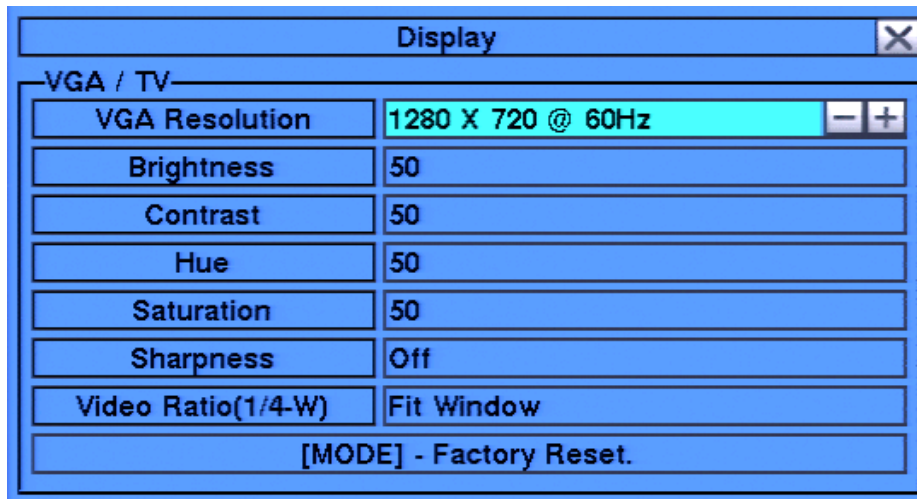 Display
VGA / TV
VGA Resolution 1280 X 720 @ 60Hz
Brightness 50
Contrast 50
Hue 50
Saturation 50
Sharpness Off
Video Ratio(1/4-W) Fit Window
[MODE] - Factory Reset.